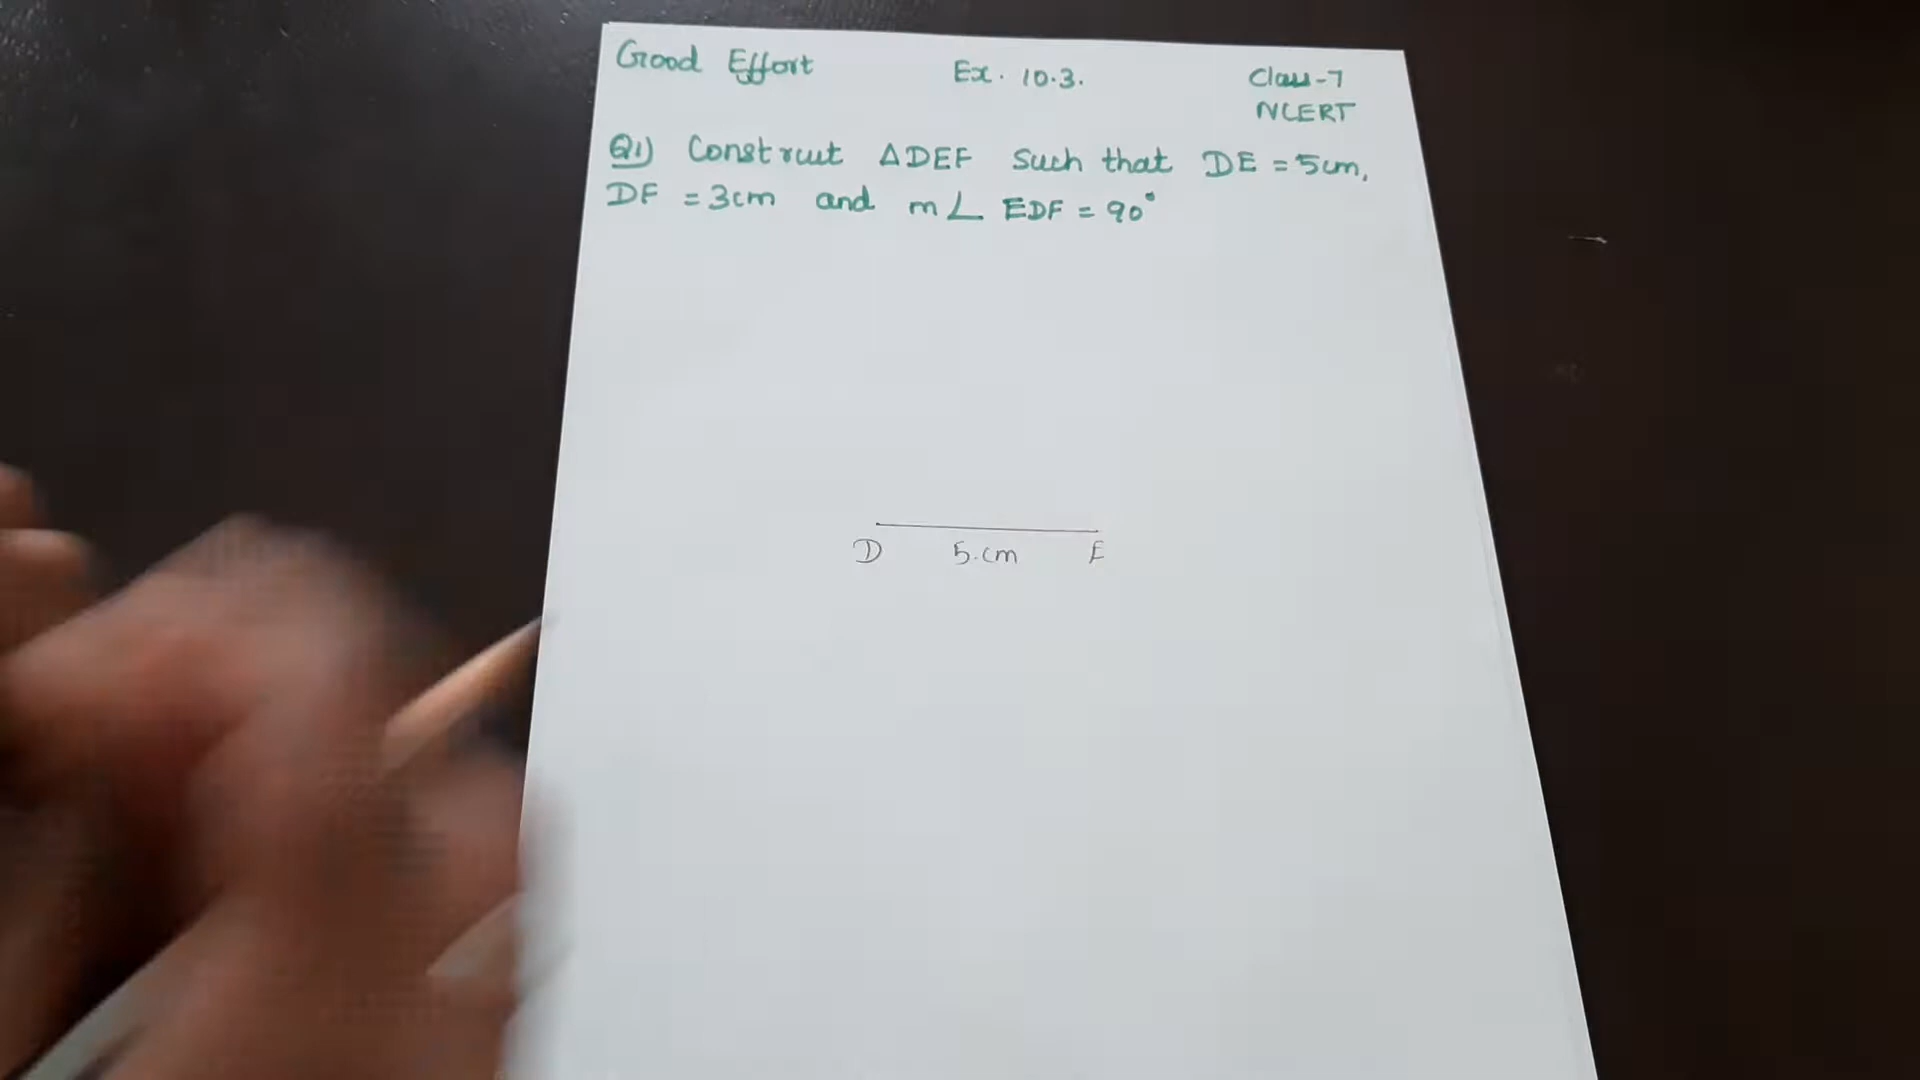 Good Effort Ex. 10.3. Class-7
NCERT
Q1) Construct ΔDEF such that DE = 5cm,
DF = 3cm and m∠ EDF = 90°
D 5.cm E